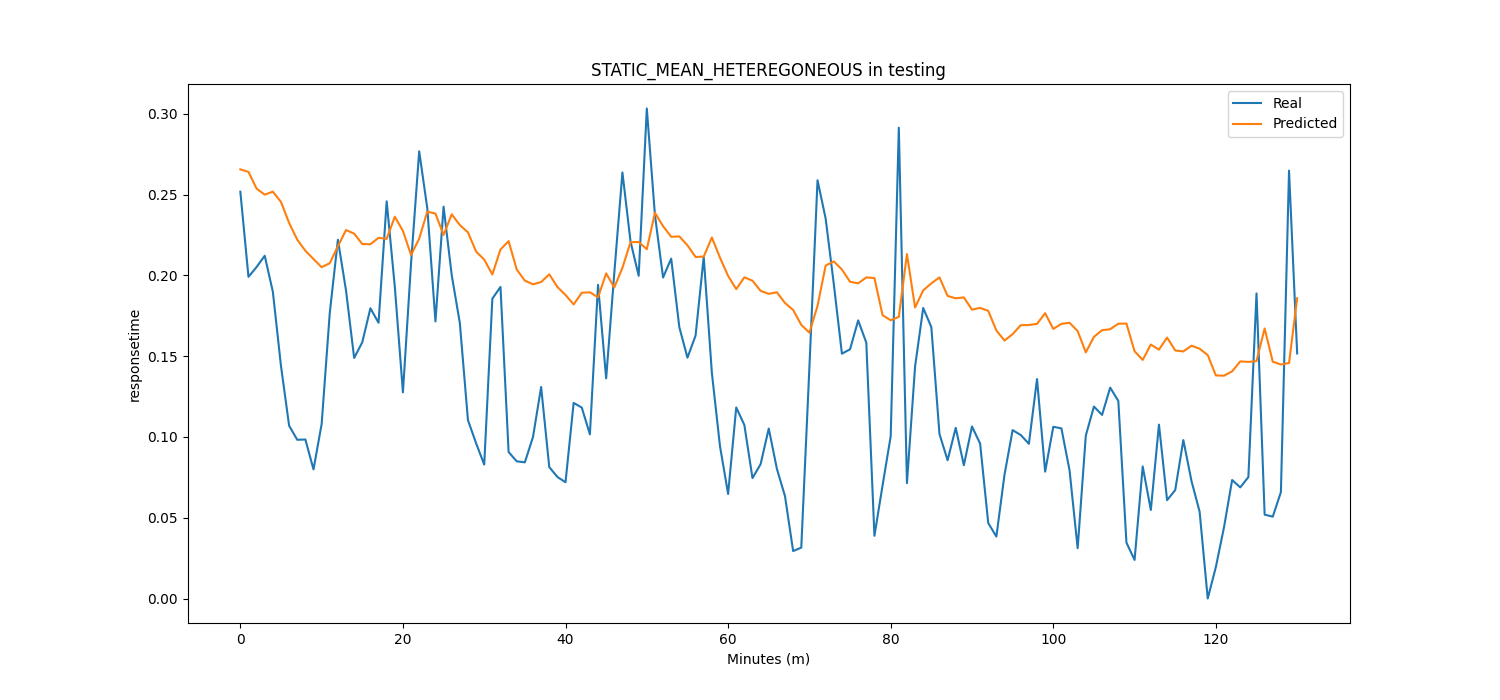 STATIC_MEAN_HETEREGONEOUS in testing
Real
Predicted
0.30
0.25
0.20
0.15
0.10
0.05
0.00
responsetime
0 20 40 60 80 100 120
Minutes (m)